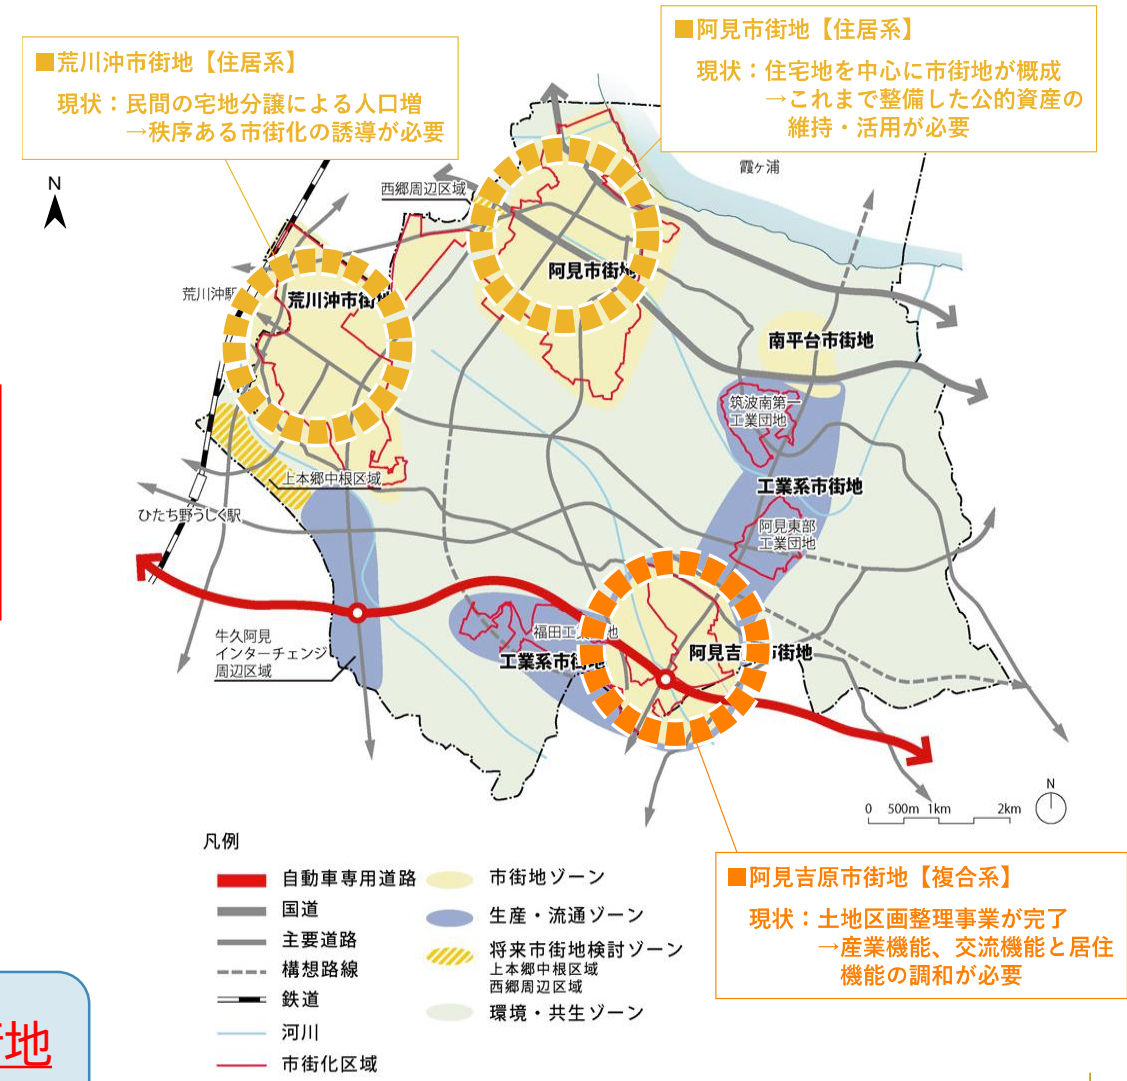 ■荒川沖市街地【住居系】
現状：民間の宅地分譲による人口増
→秩序ある市街化の誘導が必要
■阿見市街地【住居系】
現状：住宅地を中心に市街地が概成
→これまで整備した公的資産の
維持・活用が必要
N
霞ヶ浦
西郷周辺区域
阿見市街地
荒川沖駅
荒川沖市街地
南平台市街地
筑波南第一
工業団地
上本郷中根区域
工業系市街地
ひたち野うしく駅
阿見東部
工業団地
牛久阿見
インターチェンジ
周辺区域
福田工業団地
工業系市街地
阿見吉原市街地
0 500m 1km 2km
N
■阿見吉原市街地【複合系】
現状：土地区画整理事業が完了
→産業機能、交流機能と居住
機能の調和が必要
凡例
自動車専用道路
国道
主要道路
構想路線
鉄道
河川
市街化区域
市街地ゾーン
生産・流通ゾーン
将来市街地検討ゾーン
上本郷中根区域
西郷周辺区域
環境・共生ゾーン
地